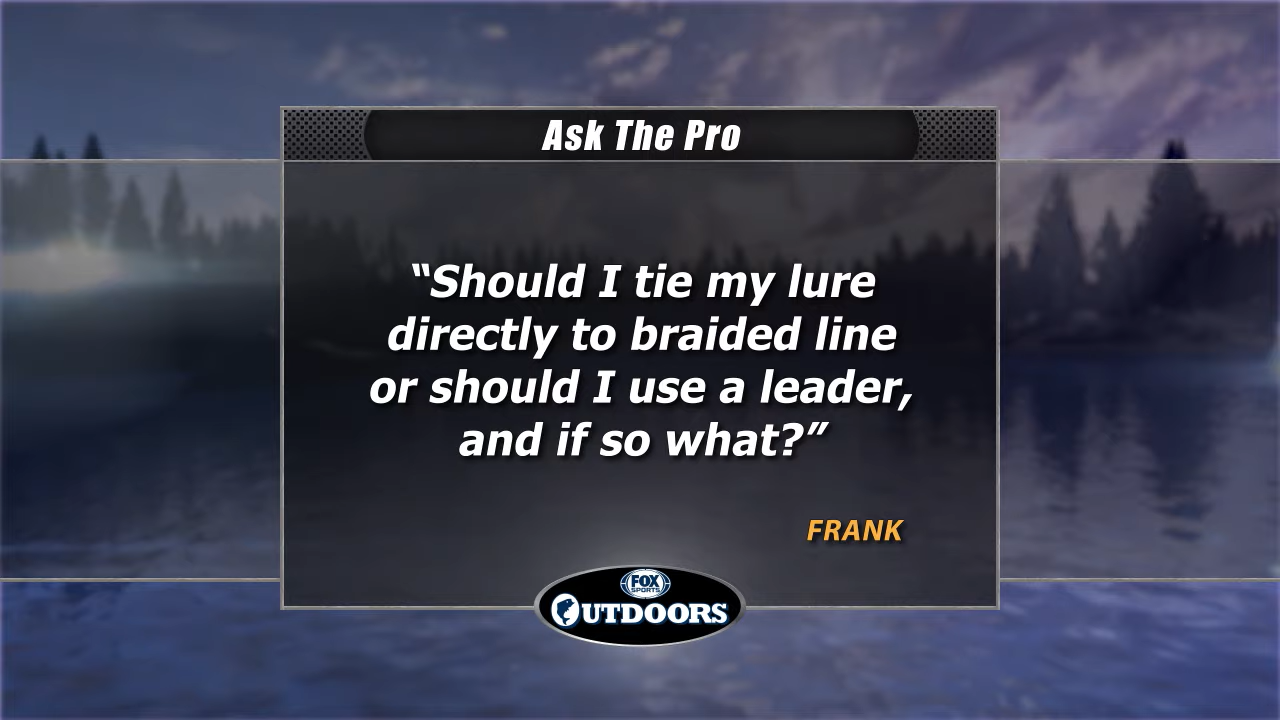 Ask The Pro
“Should I tie my lure
directly to braided line
or should I use a leader,
and if so what?”
FRANK
FOX
SPORTS
OUTDOORS